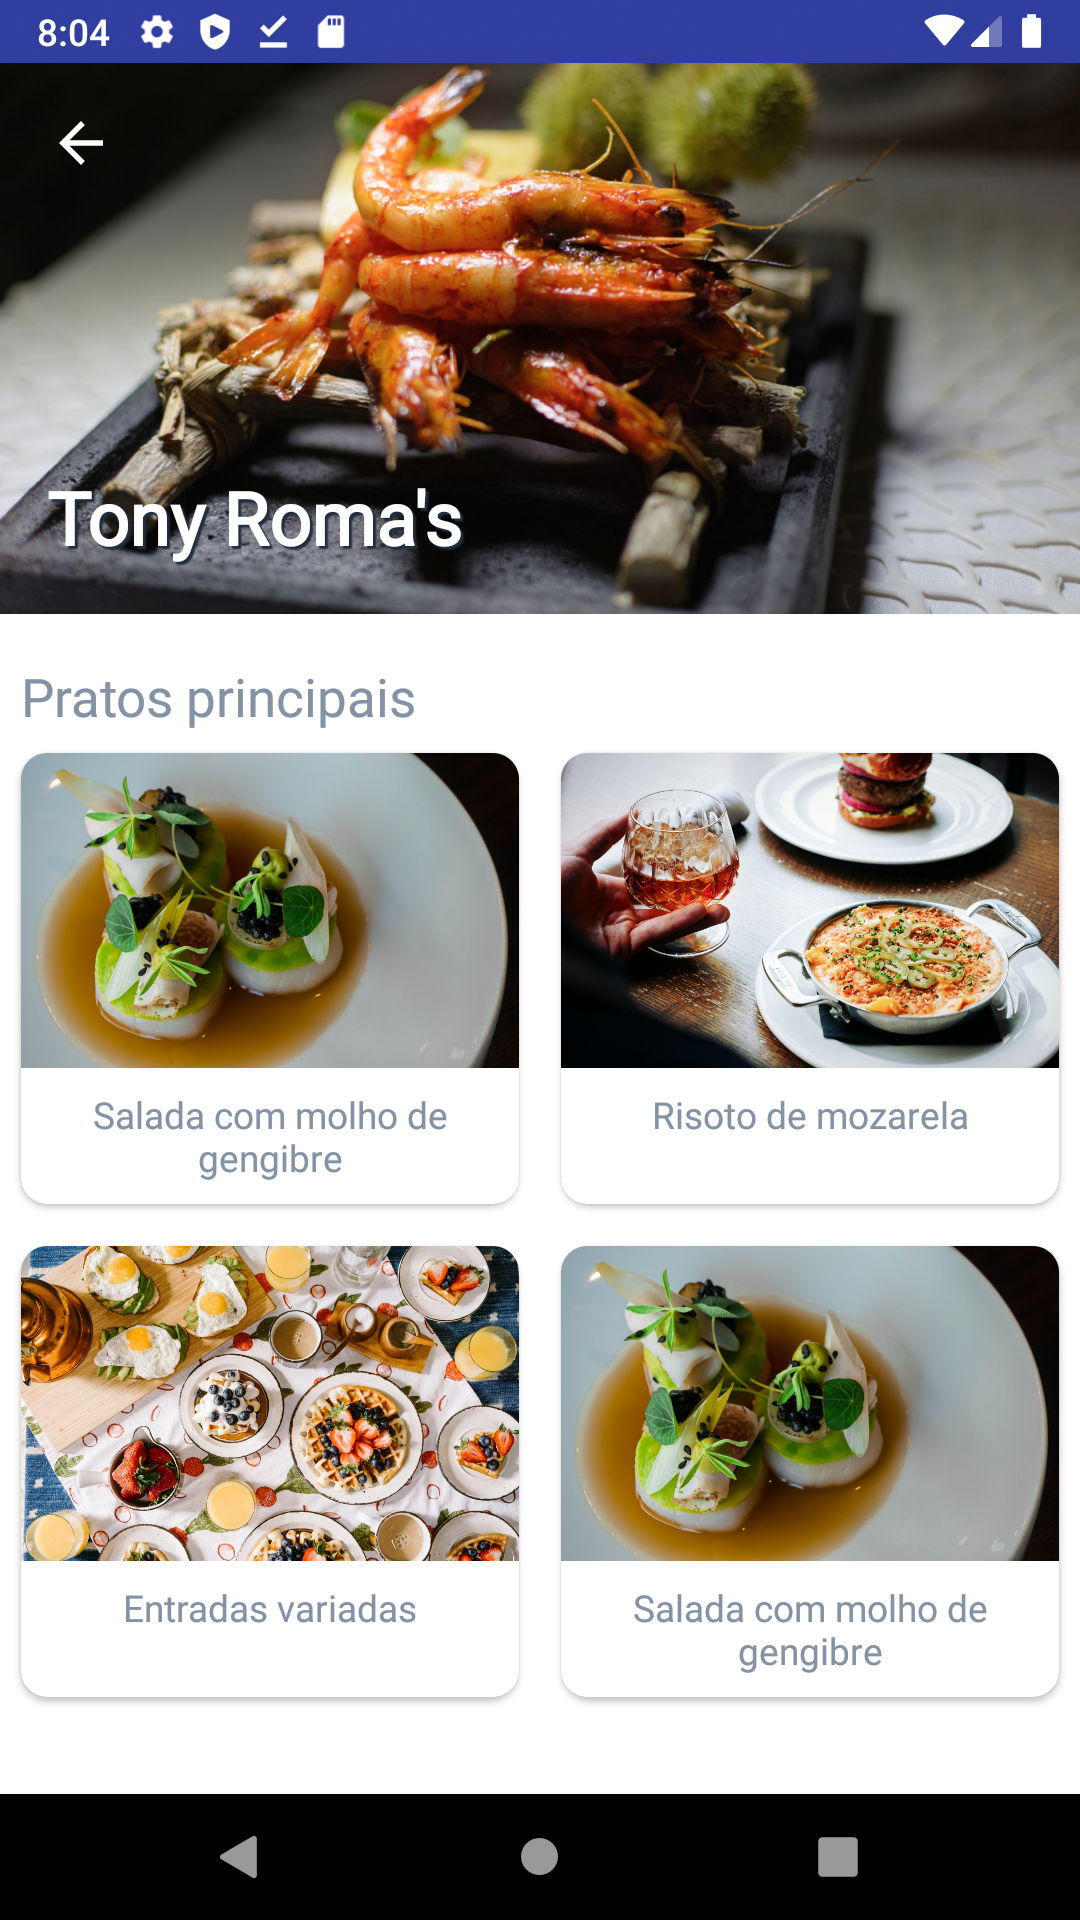 8:04
Tony Roma's
Pratos principais
Salada com molho de
gengibre
Risoto de mozarela
Entradas variadas
Salada com molho de
gengibre